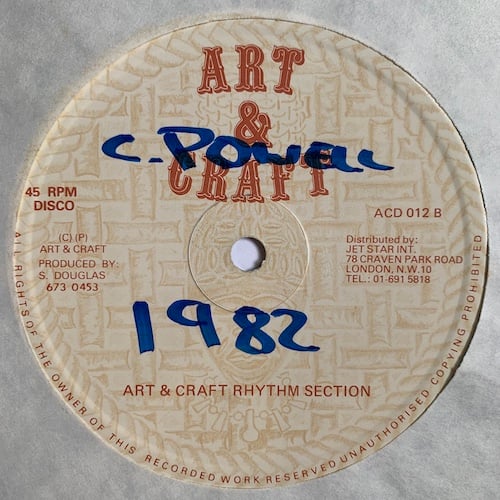 ART
&
CRAFT
C. POWELL
45 RPM
DISCO
(C) (P)
ART & CRAFT
PRODUCED BY:
S. DOUGLAS
673 0453
ACD 012 B
Distributed by:
JET STAR INT.
78 CRAVEN PARK ROAD
LONDON, N.W.10
TEL.: 01-691 5818
1982
ART & CRAFT RHYTHM SECTION
ALL RIGHTS OF THE OWNER OF THIS RECORDED WORK RESERVED UNAUTHORISED COPYING PROHIBITED